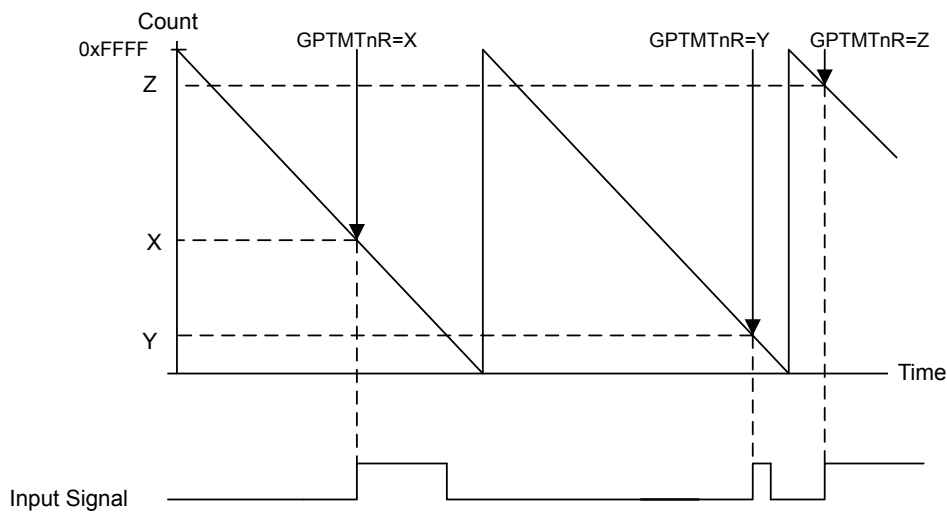 Count
0xFFFF
GPTMTnR=X
GPTMTnR=Y
GPTMTnR=Z
Z
X
Y
Time
Input Signal